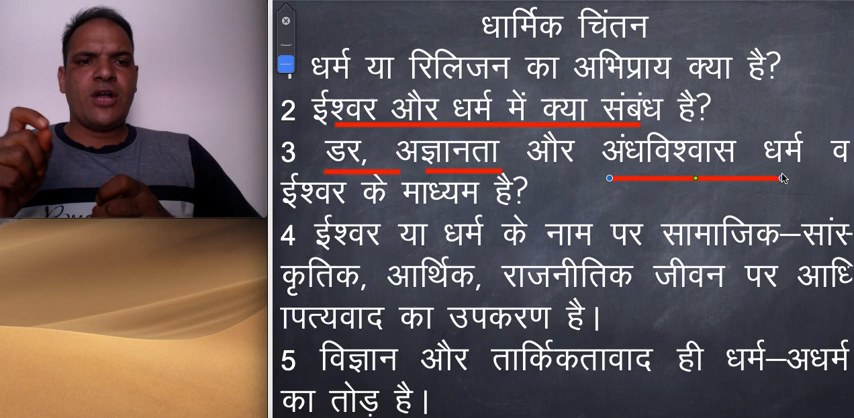 धार्मिक चिंतन
धर्म या रिलिजन का अभिप्राय क्या है?
2 ईश्वर और धर्म में क्या संबंध है?
3 डर, अज्ञानता और अंधविश्वास धर्म व
ईश्वर के माध्यम है?
4 ईश्वर या धर्म के नाम पर सामाजिक–सांस्
कृतिक, आर्थिक, राजनीतिक जीवन पर आधि
ापत्यवाद का उपकरण है|
5 विज्ञान और तार्किकतावाद ही धर्म–अधर्म
का तोड़ है|